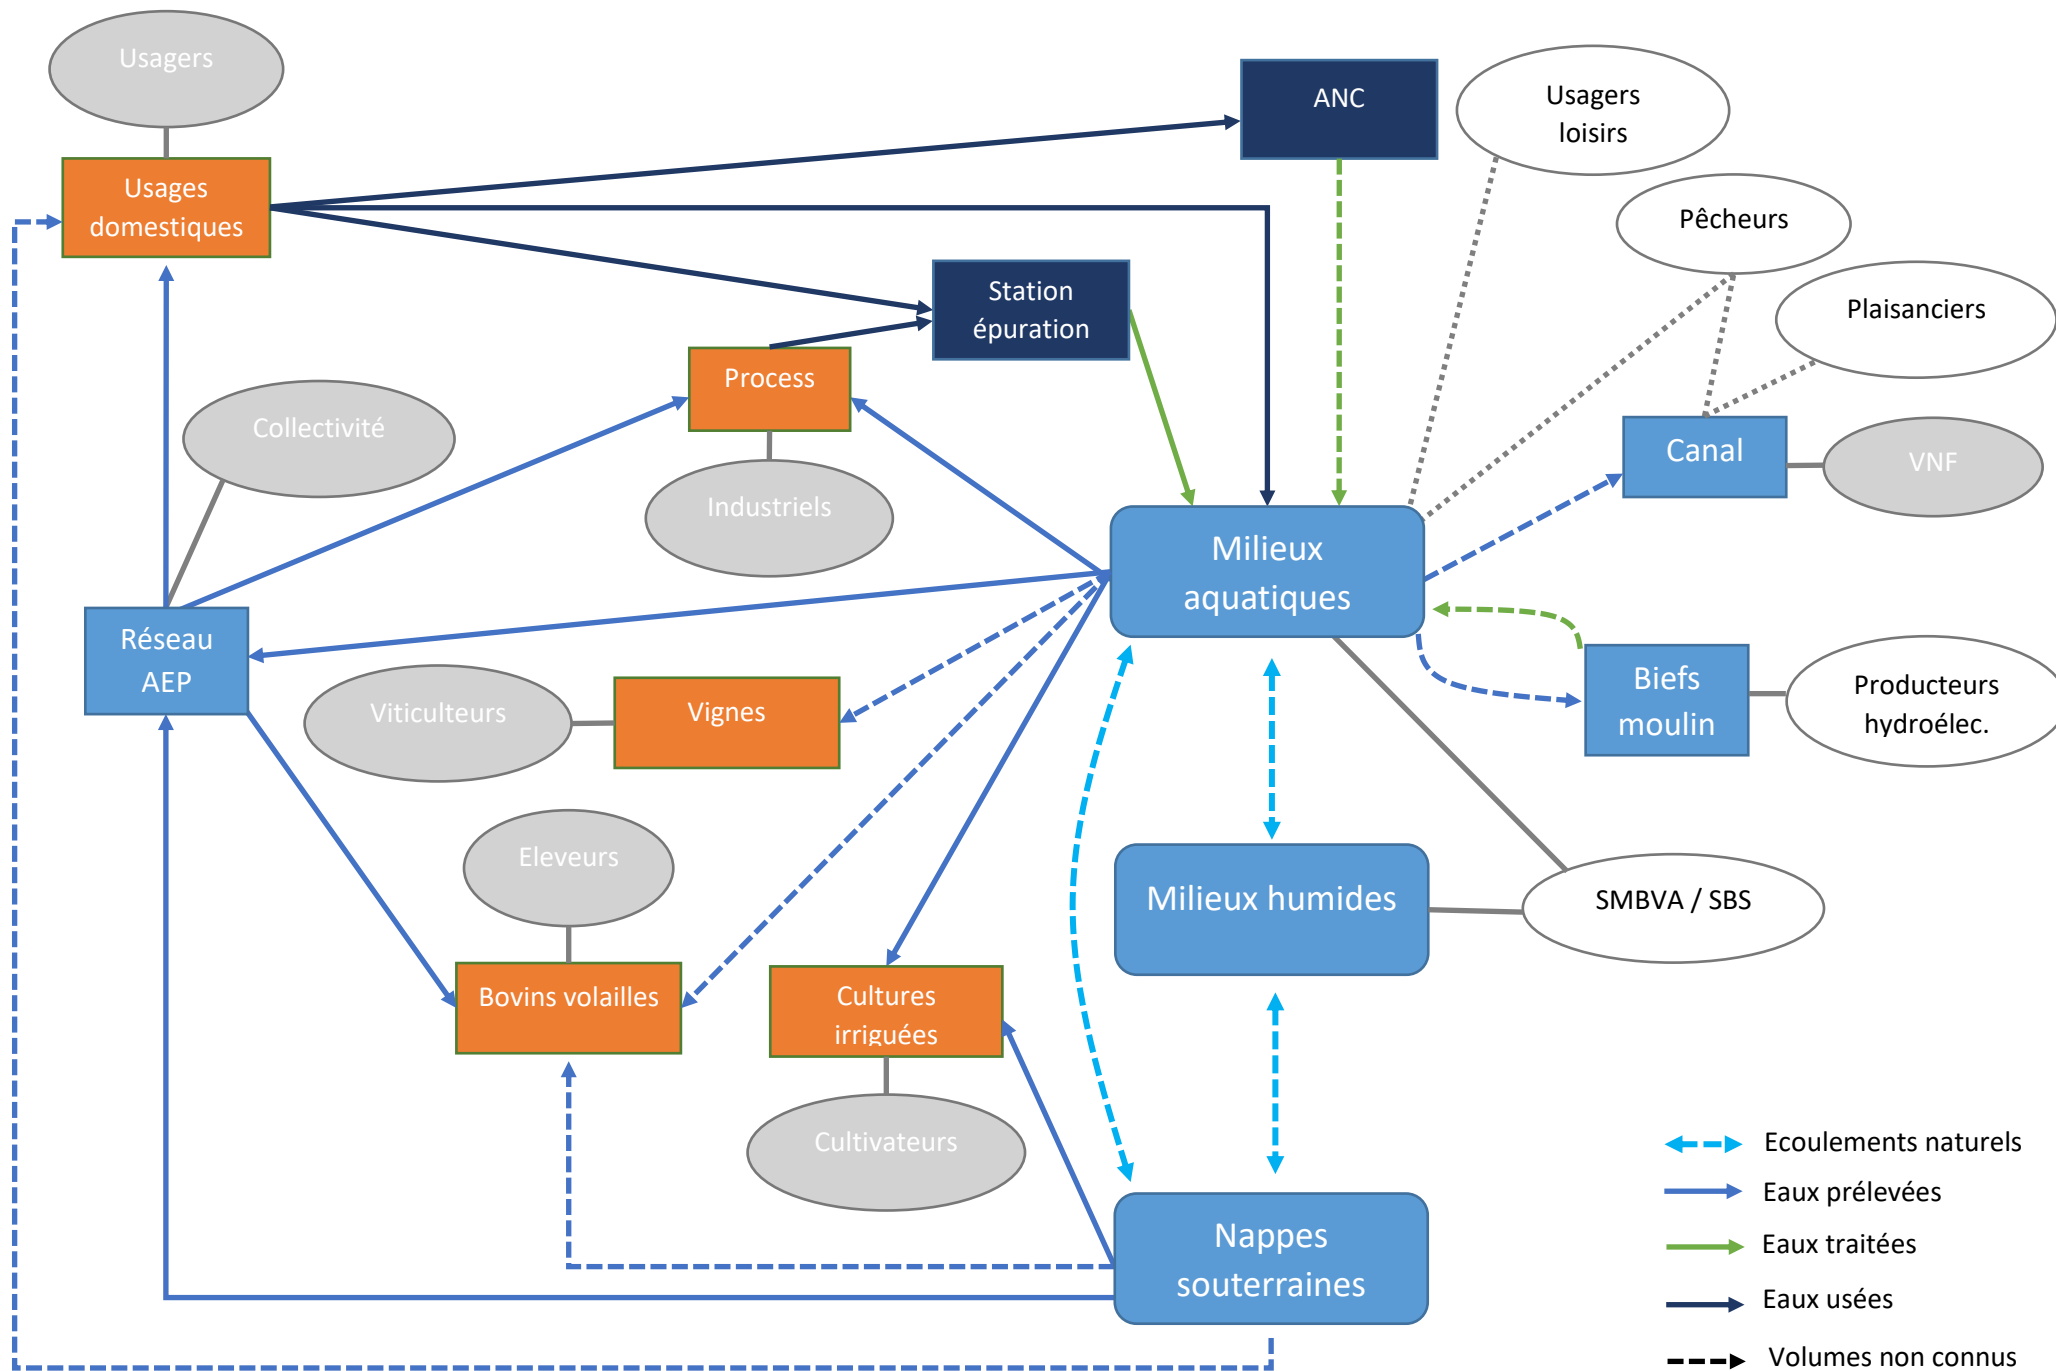 Usagers
ANC
Usagers
loisirs
Usages
domestiques
Pêcheurs
Station
épuration
Plaisanciers
Process
Collectivité
Canal
VNF
Industriels
Milieux
aquatiques
Réseau
AEP
Viticulteurs
Vignes
Biefs
moulin
Producteurs
hydroélec.
Eleveurs
Milieux humides
SMBVA / SBS
Bovins volailles
Cultures
irriguées
Cultivateurs
Nappes
souterraines
Ecoulements naturels
Eaux prélevées
Eaux traitées
Eaux usées
Volumes non connus